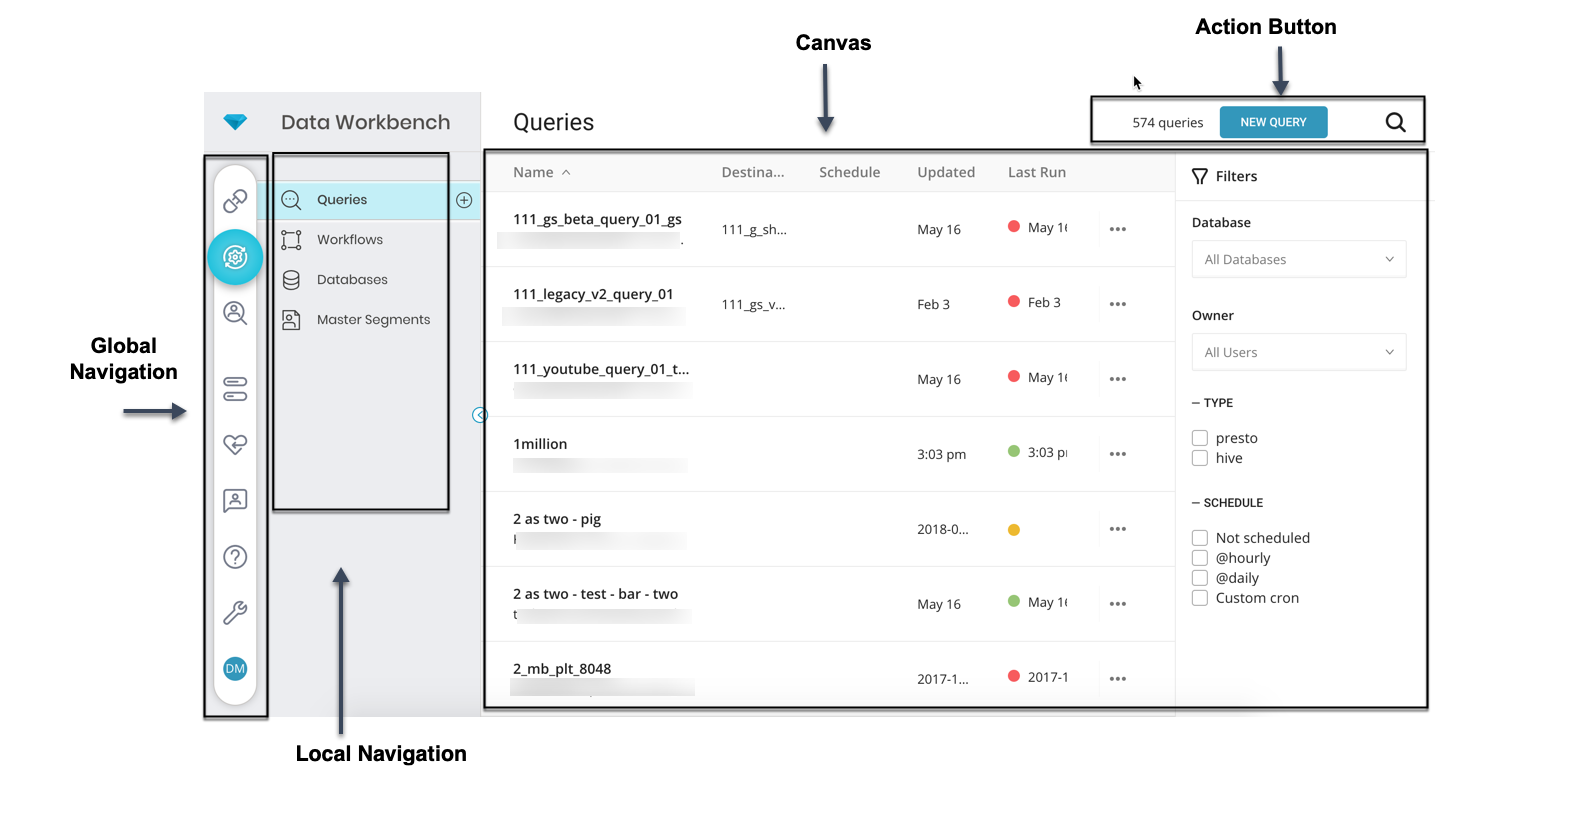 Action Button
Canvas
Data Workbench
Queries
574 queries
NEW QUERY
Global
Navigation
Queries
Workflows
Databases
Master Segments
DM
Local Navigation
Name
Destina...
Schedule
Updated
Last Run
111_gs_beta_query_01_gs
111_g_sh...
May 16
May 16
111_legacy_v2_query_01
111_gs_v...
Feb 3
Feb 3
111_youtube_query_01_t...
May 16
May 16
1million
3:03 pm
3:03 p
2 as two - pig
2018-0...
2 as two - test - bar - two
t
May 16
May 16
2_mb_plt_8048
2017-1...
2017-1
Filters
Database
All Databases
Owner
All Users
– TYPE
presto
hive
– SCHEDULE
Not scheduled
@hourly
@daily
Custom cron